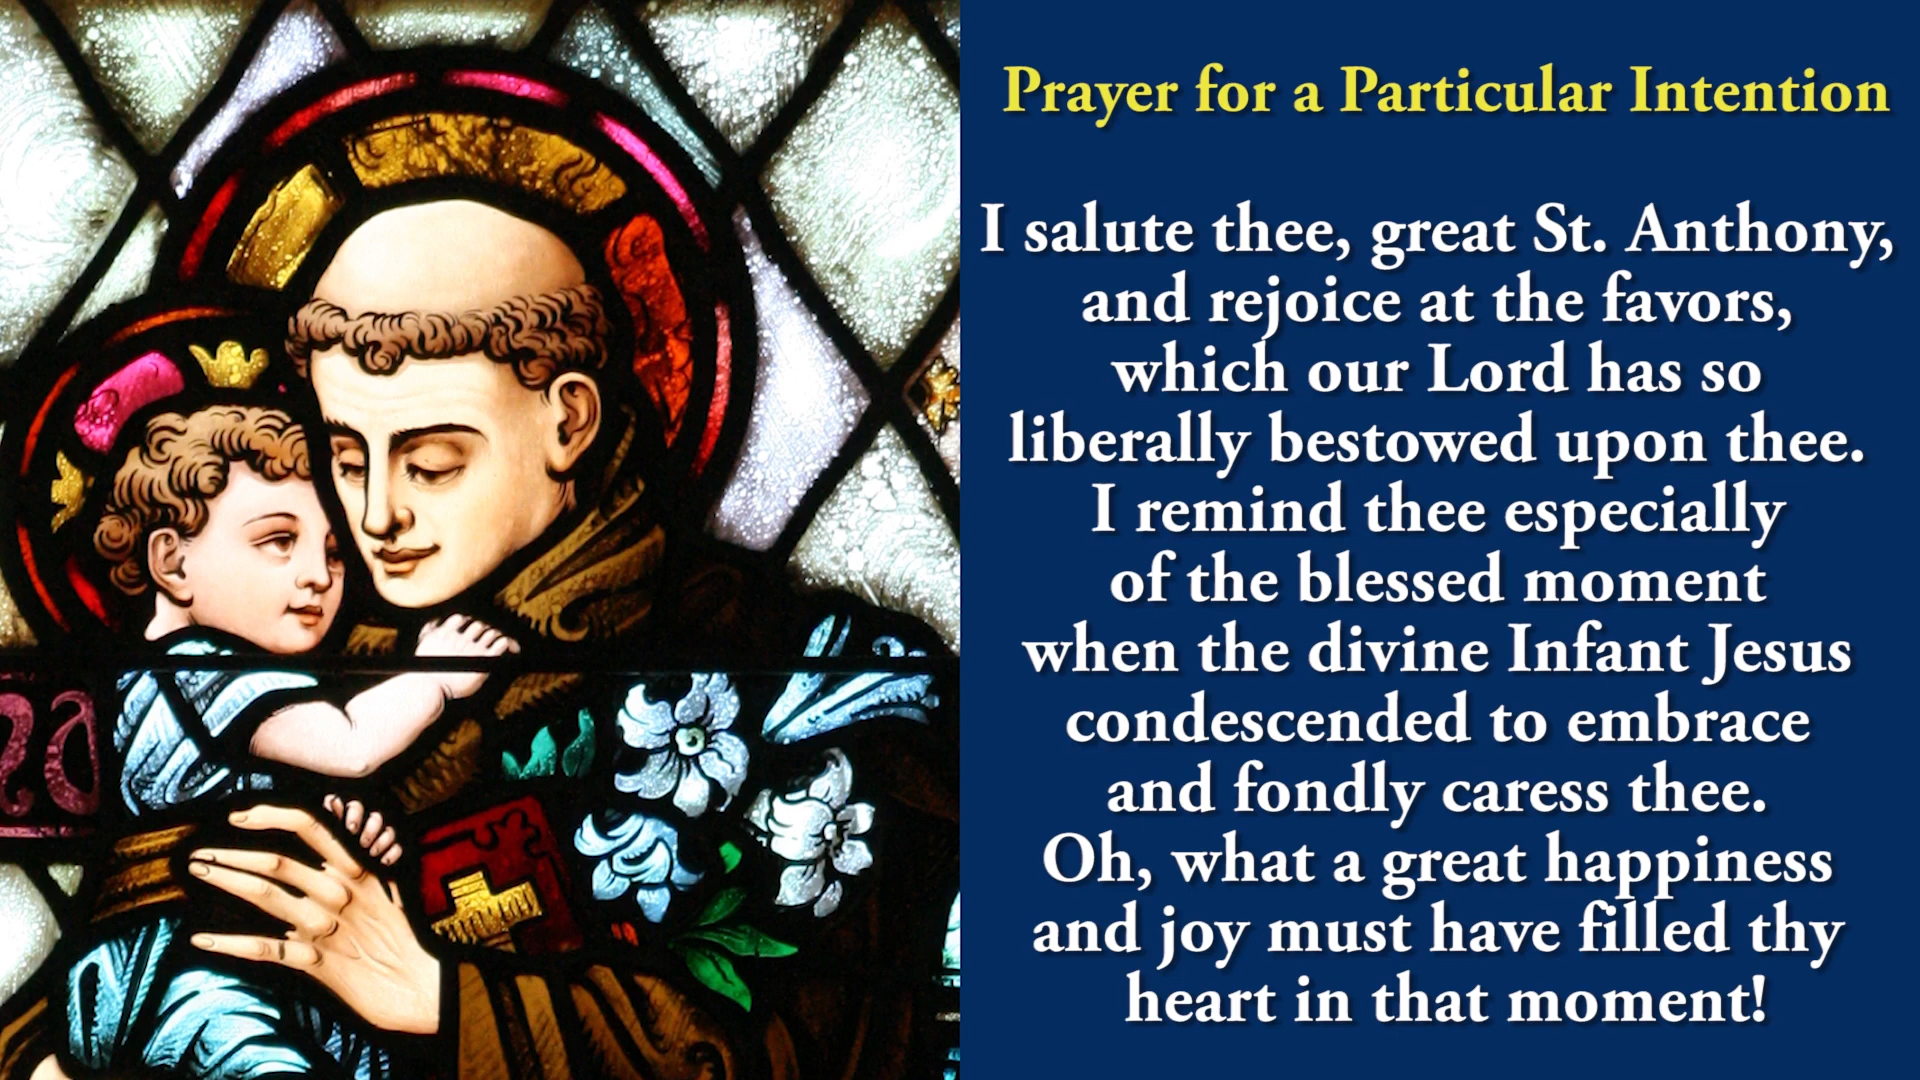 Prayer for a Particular Intention
I salute thee, great St. Anthony,
and rejoice at the favors,
which our Lord has so
liberally bestowed upon thee.
I remind thee especially
of the blessed moment
when the divine Infant Jesus
condescended to embrace
and fondly caress thee.
Oh, what a great happiness
and joy must have filled thy
heart in that moment!